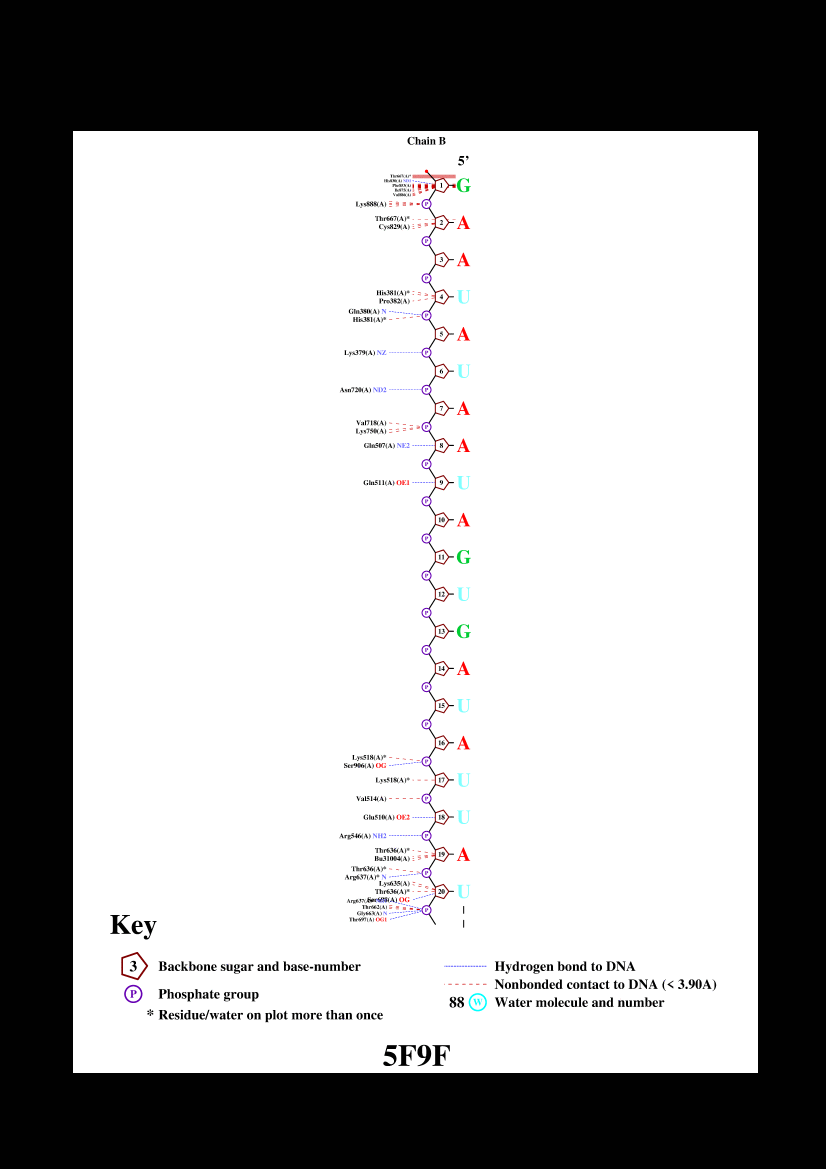 Chain B
5’
Thr667(A)*
1
G
Lys888(A)
P
Thr667(A)*
2
A
Cys829(A)
P
3
A
P
His381(A)*
4
U
Pro382(A)
Gln380(A) N
P
His381(A)*
5
A
Lys379(A) NZ
P
6
U
Asn720(A) ND2
P
7
A
Val718(A)
P
Lys750(A)
Gln507(A) NE2
8
A
P
Gln511(A) OE1
9
U
P
10
A
P
11
G
P
12
U
P
13
G
P
14
A
P
15
U
P
16
A
Lys518(A)*
P
Ser906(A) OG
Lys518(A)*
17
U
Val514(A)
P
Glu510(A) OE2
18
U
Arg546(A) NH2
P
Thr636(A)*
19
A
Bu31004(A)
Thr636(A)*
P
Arg637(A)* N
Lys635(A)
Thr636(A)*
20
U
Thr662(A)
P
Gly663(A) N
Thr697(A) OG1
Key
3 Backbone sugar and base-number
P Phosphate group
* Residue/water on plot more than once
Hydrogen bond to DNA
Nonbonded contact to DNA (< 3.90A)
88 W Water molecule and number
5F9F